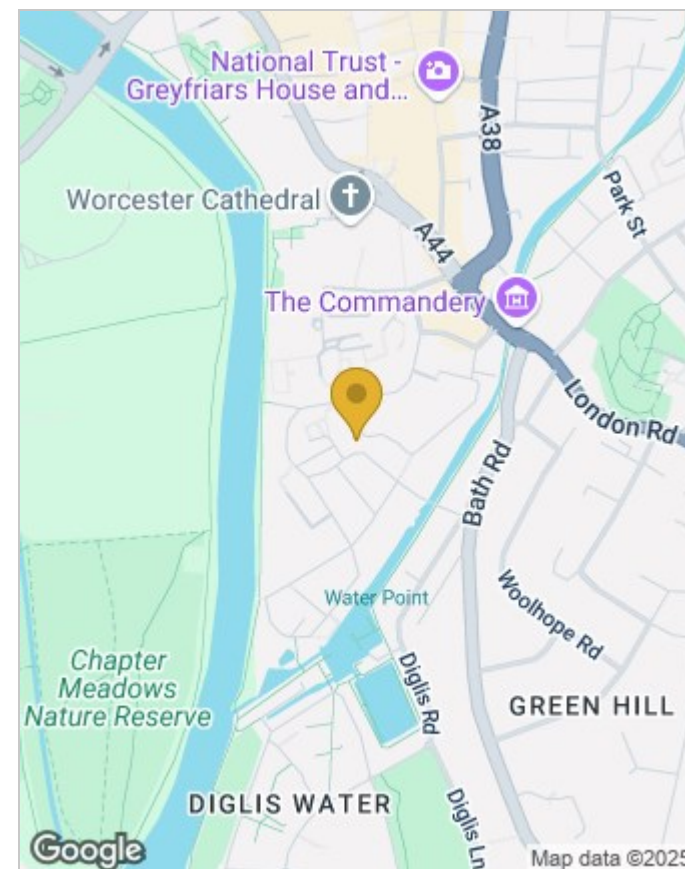 National Trust -
Greyfriars House and...
A38
Park St
Worcester Cathedral
A44
The Commandery
London Rd
Bath Rd
Water Point
Woolhope Rd
Chapter
Meadows
Nature Reserve
Diglis Rd
GREEN HILL
DIGLIS WATER
Diglis Ln
Google
Map data ©2025